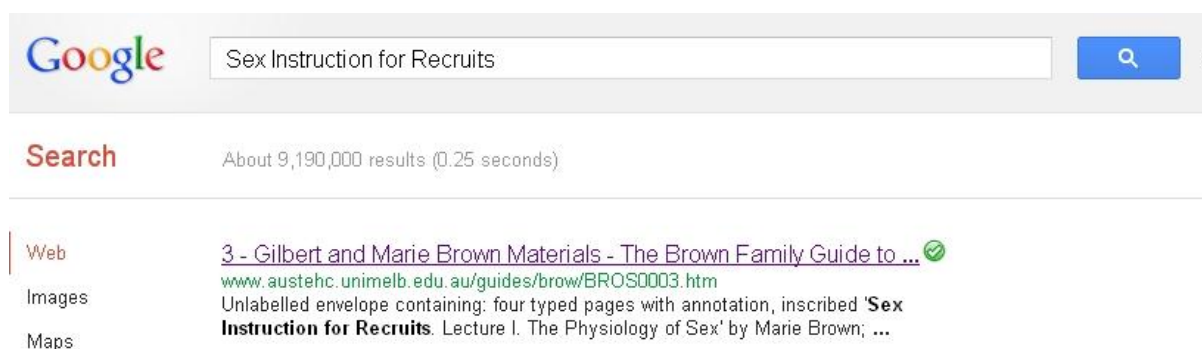 Google
Sex Instruction for Recruits
Search
About 9,190,000 results (0.25 seconds)
Web
3 - Gilbert and Marie Brown Materials - The Brown Family Guide to ...
www.austehc.unimelb.edu.au/guides/brow/BROS0003.htm
Images
Unlabelled envelope containing: four typed pages with annotation, inscribed 'Sex
Instruction for Recruits. Lecture I. The Physiology of Sex' by Marie Brown; ...
Maps